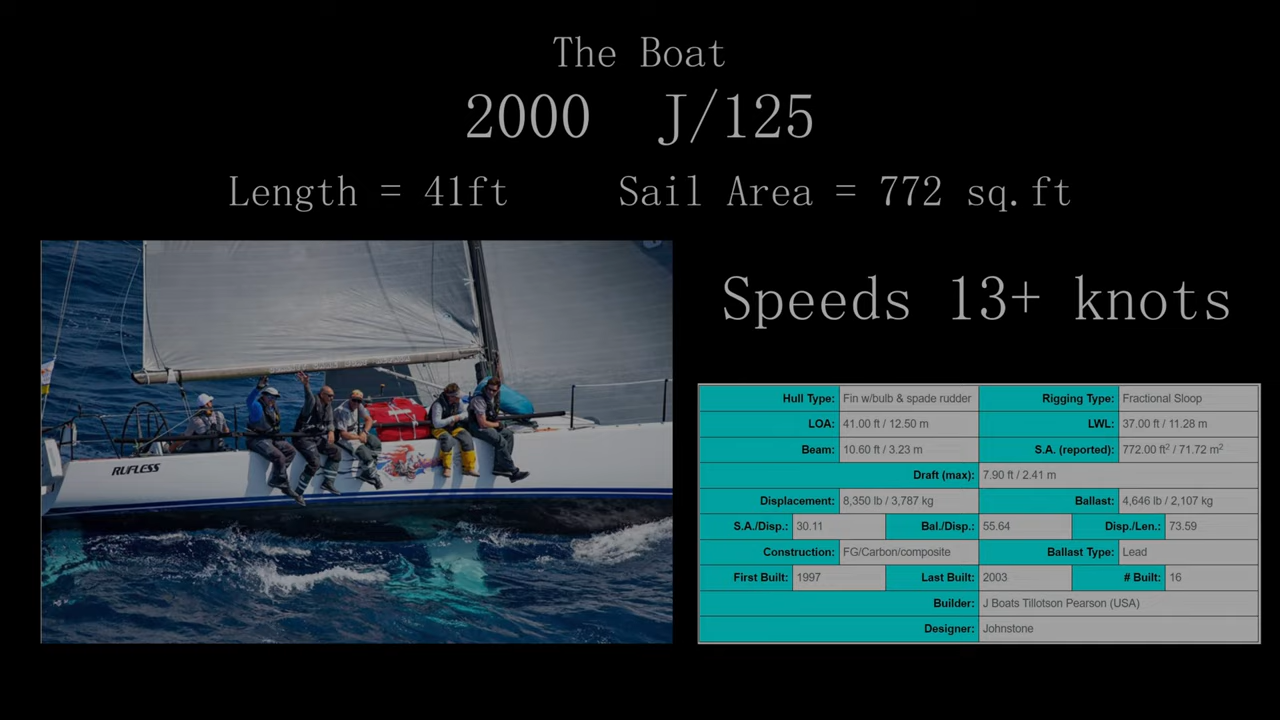 The Boat
2000 J/125
Length = 41ft Sail Area = 772 sq.ft
Speeds 13+ knots
RUFLESS
Hull Type: Fin w/bulb & spade rudder Rigging Type: Fractional Sloop
LOA: 41.00 ft / 12.50 m LWL: 37.00 ft / 11.28 m
Beam: 10.60 ft / 3.23 m S.A. (reported): 772.00 ft² / 71.72 m²
Draft (max): 7.90 ft / 2.41 m
Displacement: 8,350 lb / 3,787 kg Ballast: 4,646 lb / 2,107 kg
S.A./Disp.: 30.11 Bal./Disp.: 55.64 Disp./Len.: 73.59
Construction: FG/Carbon/composite Ballast Type: Lead
First Built: 1997 Last Built: 2003 # Built: 16
Builder: J Boats Tillotson Pearson (USA)
Designer: Johnstone